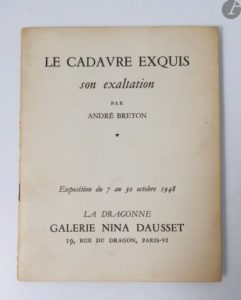 LE CADAVRE EXQUIS
son exaltation
PAR
ANDRÉ BRETON
Exposition du 7 au 30 octobre 1948
LA DRAGONNE
GALERIE NINA DAUSSET
19, RUE DU DRAGON, PARIS-VI